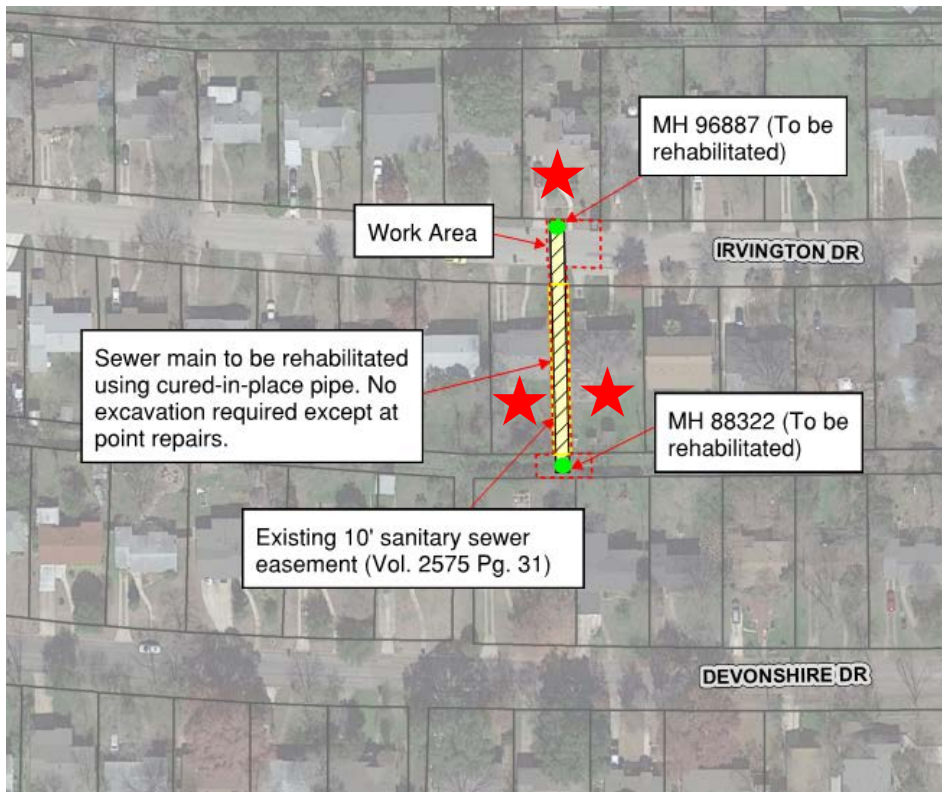 MH 96887 (To be
rehabilitated)
Work Area
IRVINGTON DR
Sewer main to be rehabilitated
using cured-in-place pipe. No
excavation required except at
point repairs.
MH 88322 (To be
rehabilitated)
Existing 10' sanitary sewer
easement (Vol. 2575 Pg. 31)
DEVONSHIRE DR